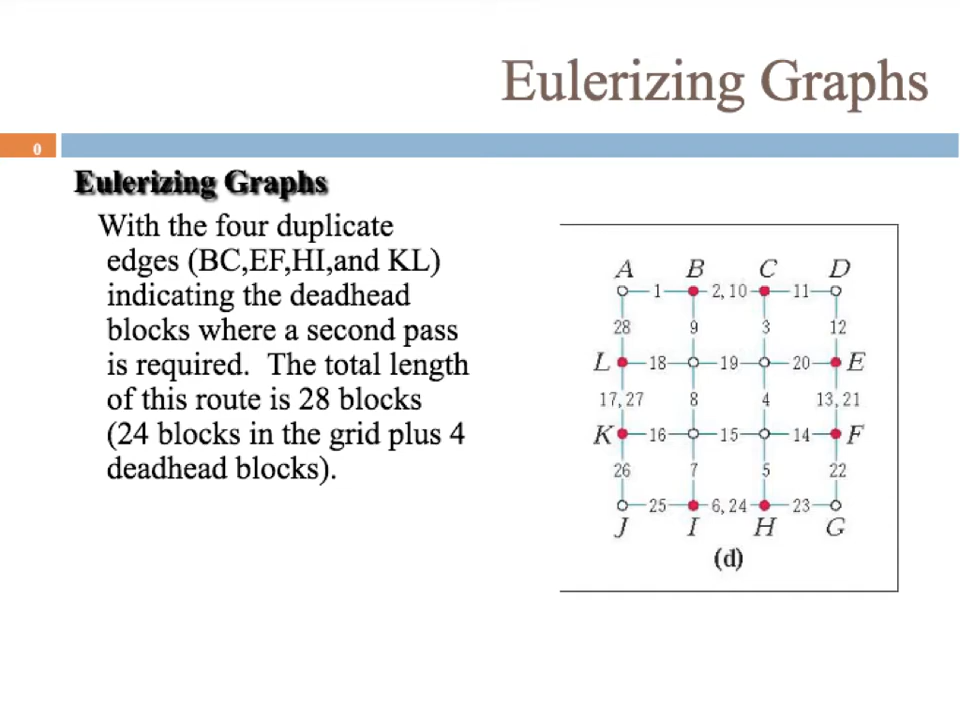 Eulerizing Graphs
0
Eulerizing Graphs
With the four duplicate
edges (BC,EF,HI,and KL)
indicating the deadhead
blocks where a second pass
is required. The total length
of this route is 28 blocks
(24 blocks in the grid plus 4
deadhead blocks).
A B C D
1 2, 10 11
28 9 3 12
L 18 19 20 E
17, 27 8 4 13, 21
K 16 15 14 F
26 7 5 22
25 6, 24 23
J I H G
(d)